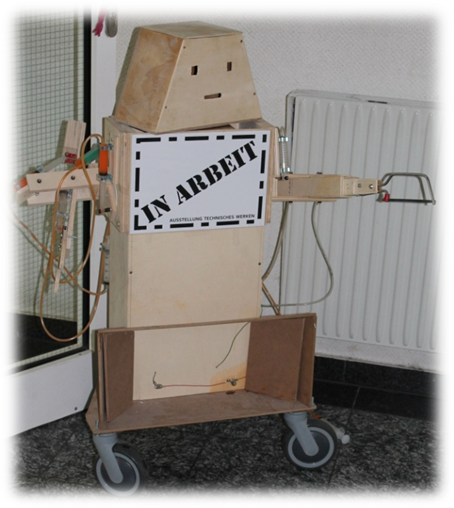 IN ARBEIT
AUSSTELLUNG TECHNISCHES WERKEN